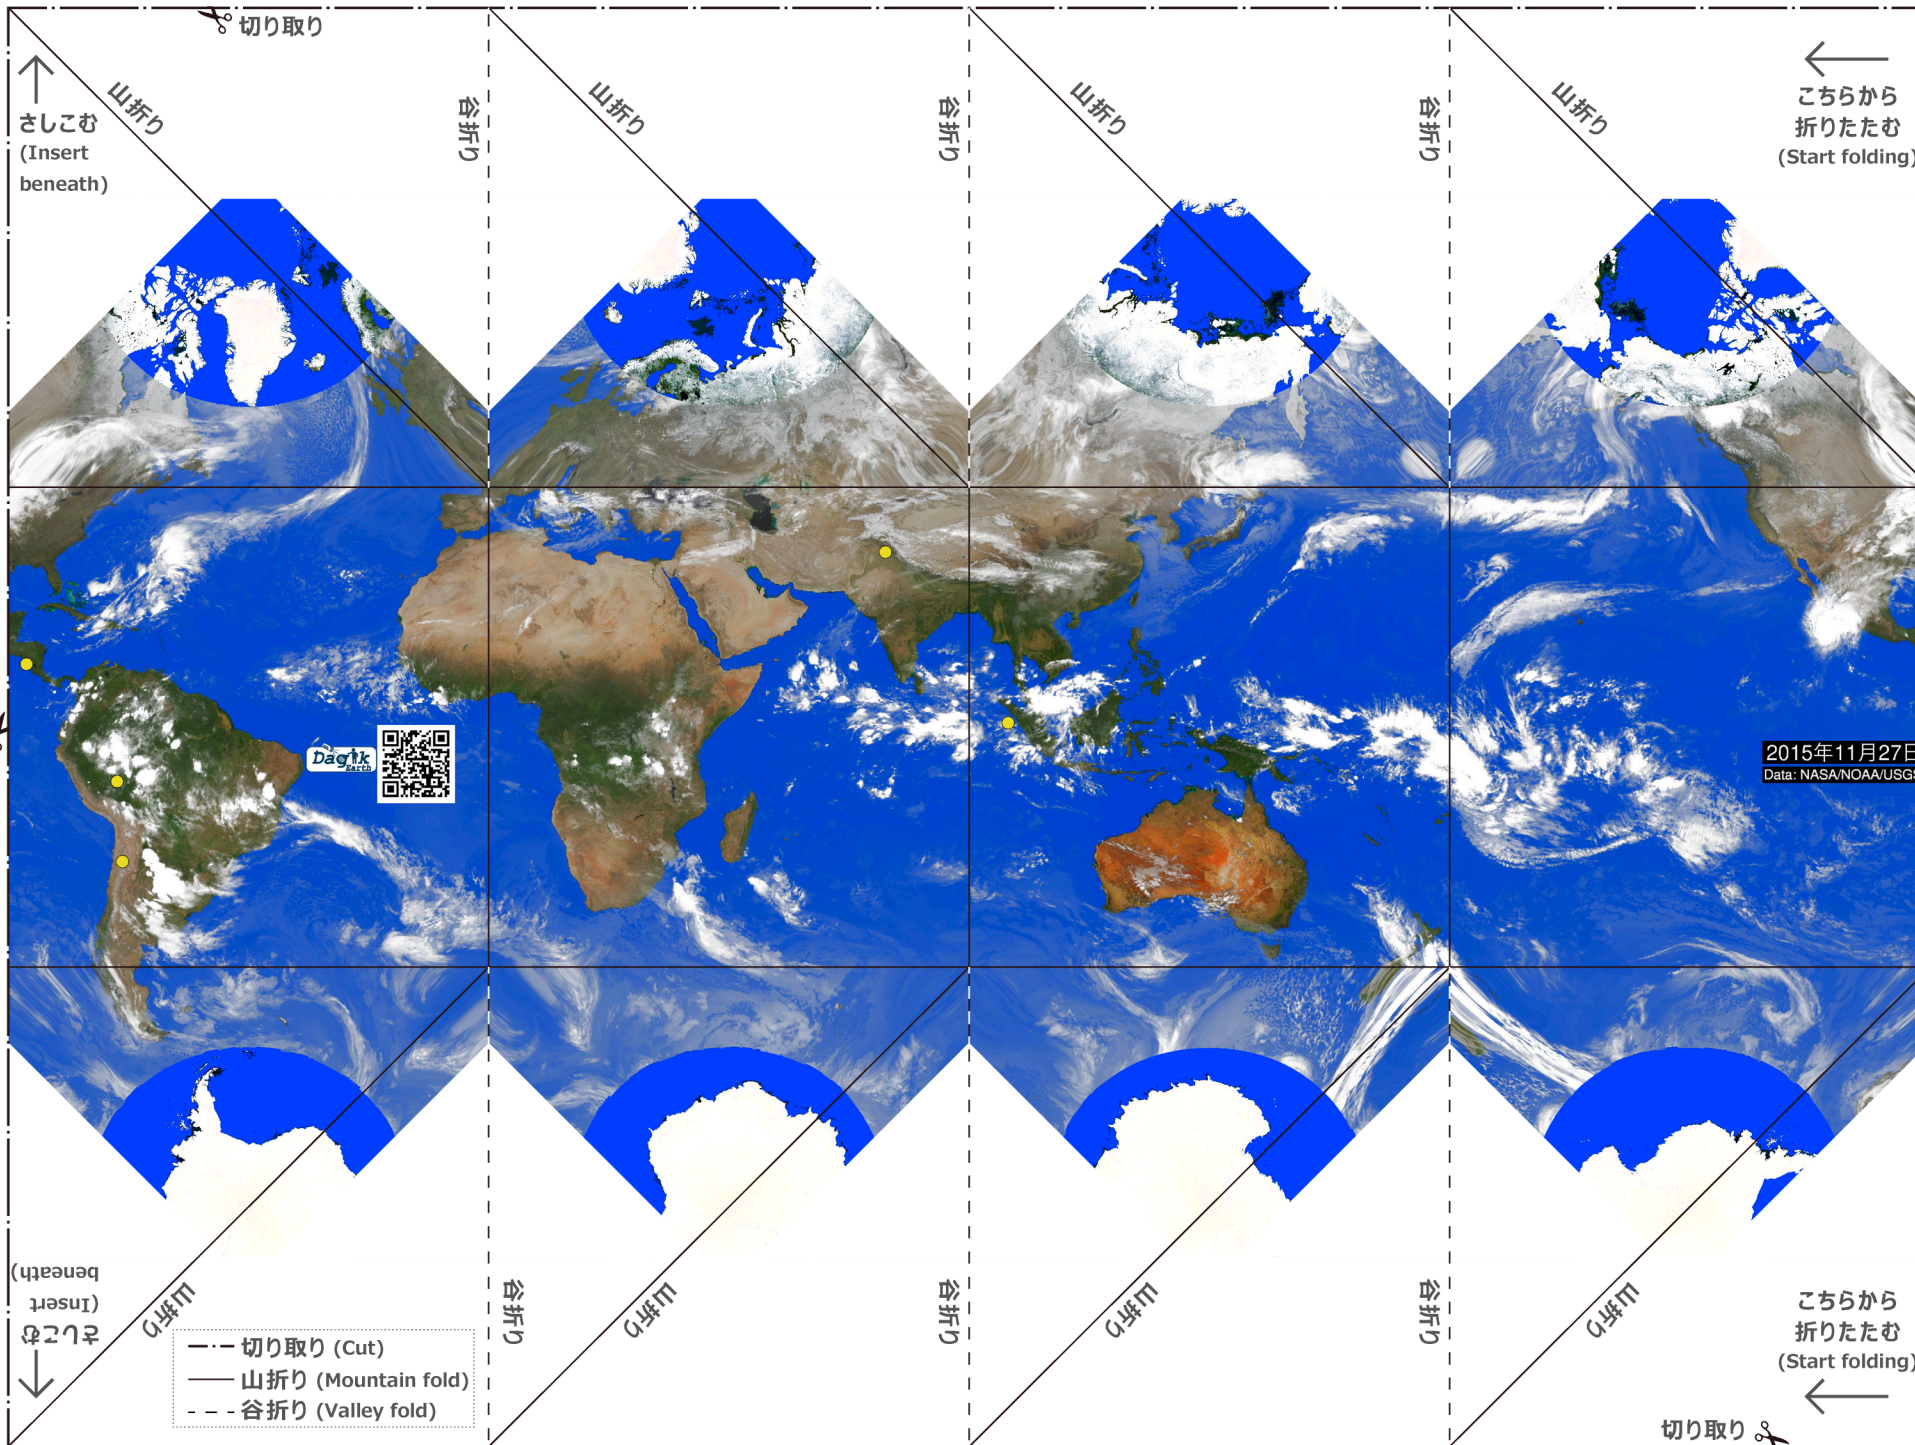 切り取り
さしこむ
(Insert
beneath)
山折り
谷折り
山折り
谷折り
山折り
谷折り
山折り
こちらから
折りたたむ
(Start folding)
Dagik
Earth
2015年11月27日
Data: NASA/NOAA/USGS
さしこむ
(Insert
beneath)
山折り
谷折り
山折り
谷折り
山折り
谷折り
山折り
こちらから
折りたたむ
(Start folding)
切り取り (Cut)
山折り (Mountain fold)
谷折り (Valley fold)
切り取り